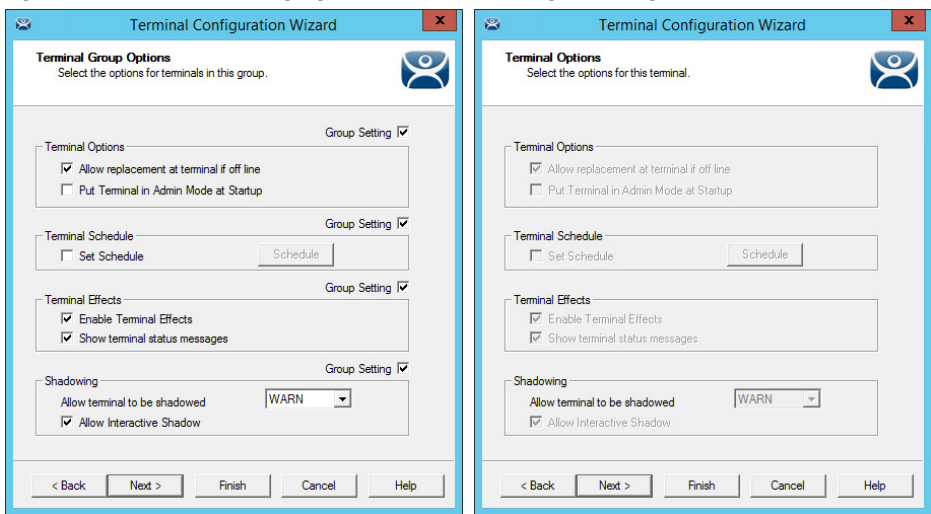 Terminal Configuration Wizard
X
Terminal Group Options
Select the options for terminals in this group.
Group Setting
Terminal Options
Allow replacement at terminal if off line
Put Terminal in Admin Mode at Startup
Group Setting
Terminal Schedule
Set Schedule
Schedule
Group Setting
Terminal Effects
Enable Terminal Effects
Show terminal status messages
Group Setting
Shadowing
Allow terminal to be shadowed
WARN
Allow Interactive Shadow
< Back
Next >
Finish
Cancel
Help
Terminal Configuration Wizard
X
Terminal Options
Select the options for this terminal.
Terminal Options
Allow replacement at terminal if off line
Put Terminal in Admin Mode at Startup
Terminal Schedule
Set Schedule
Schedule
Terminal Effects
Enable Terminal Effects
Show terminal status messages
Shadowing
Allow terminal to be shadowed
WARN
Allow Interactive Shadow
< Back
Next >
Finish
Cancel
Help